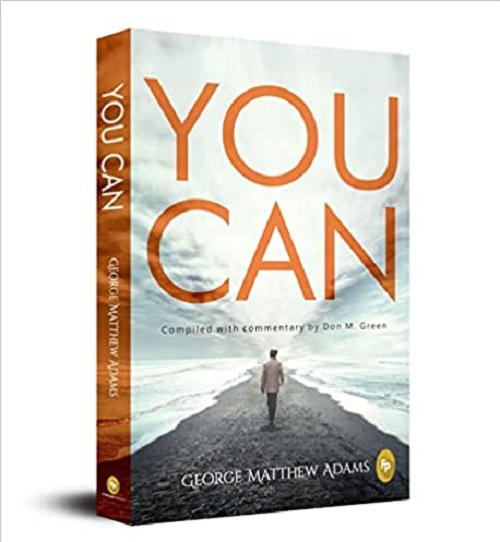 YOU CAN
GEORGE MATTHEW ADAMS
YOU
CAN
Compiled with commentary by Don M. Green
GEORGE MATTHEW ADAMS
FP